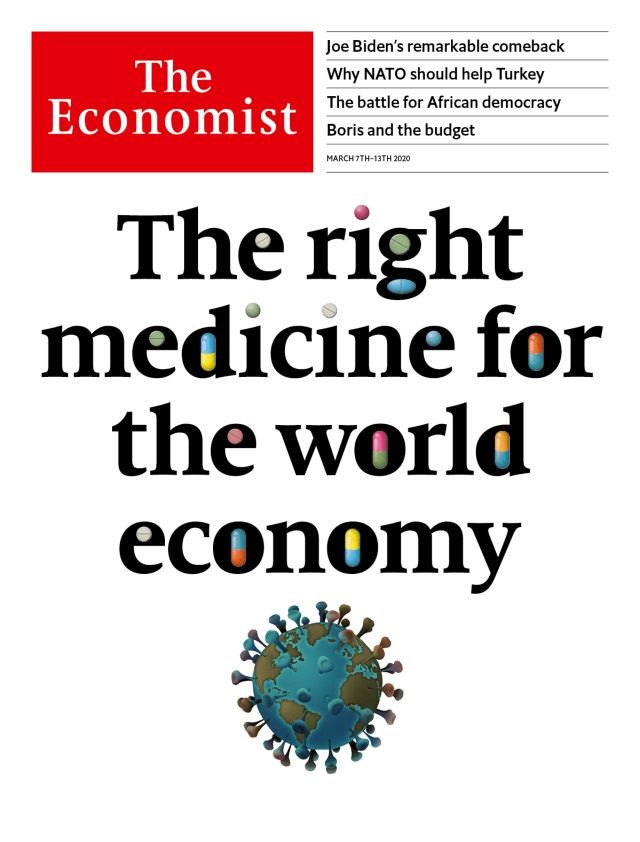 The
Economist
Joe Biden's remarkable comeback
Why NATO should help Turkey
The battle for African democracy
Boris and the budget
MARCH 7TH–13TH 2020
The right
medicine for
the world
economy